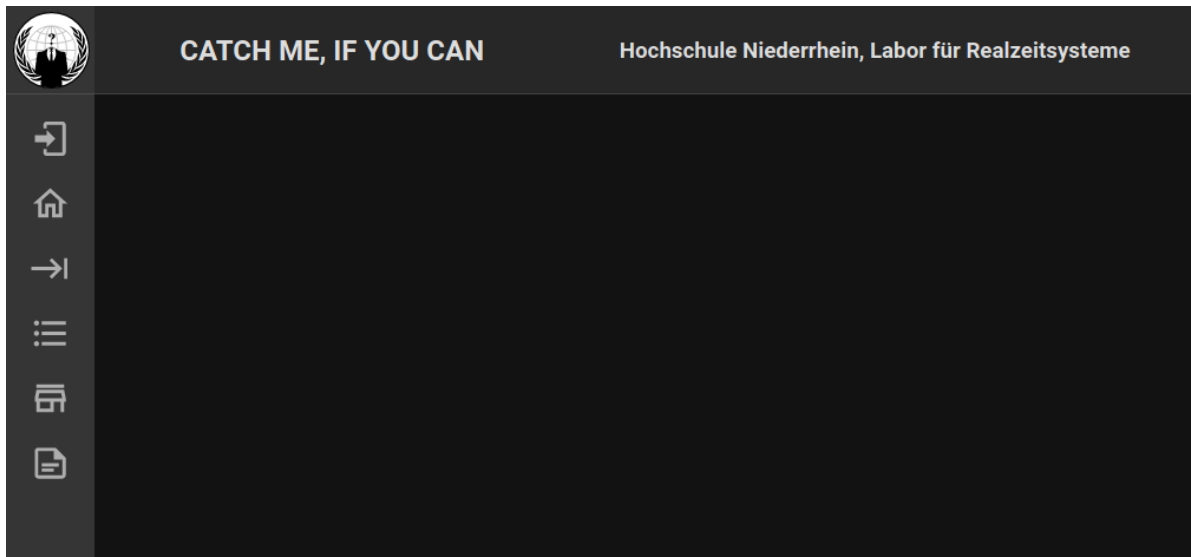 CATCH ME, IF YOU CAN
Hochschule Niederrhein, Labor für Realzeitsysteme